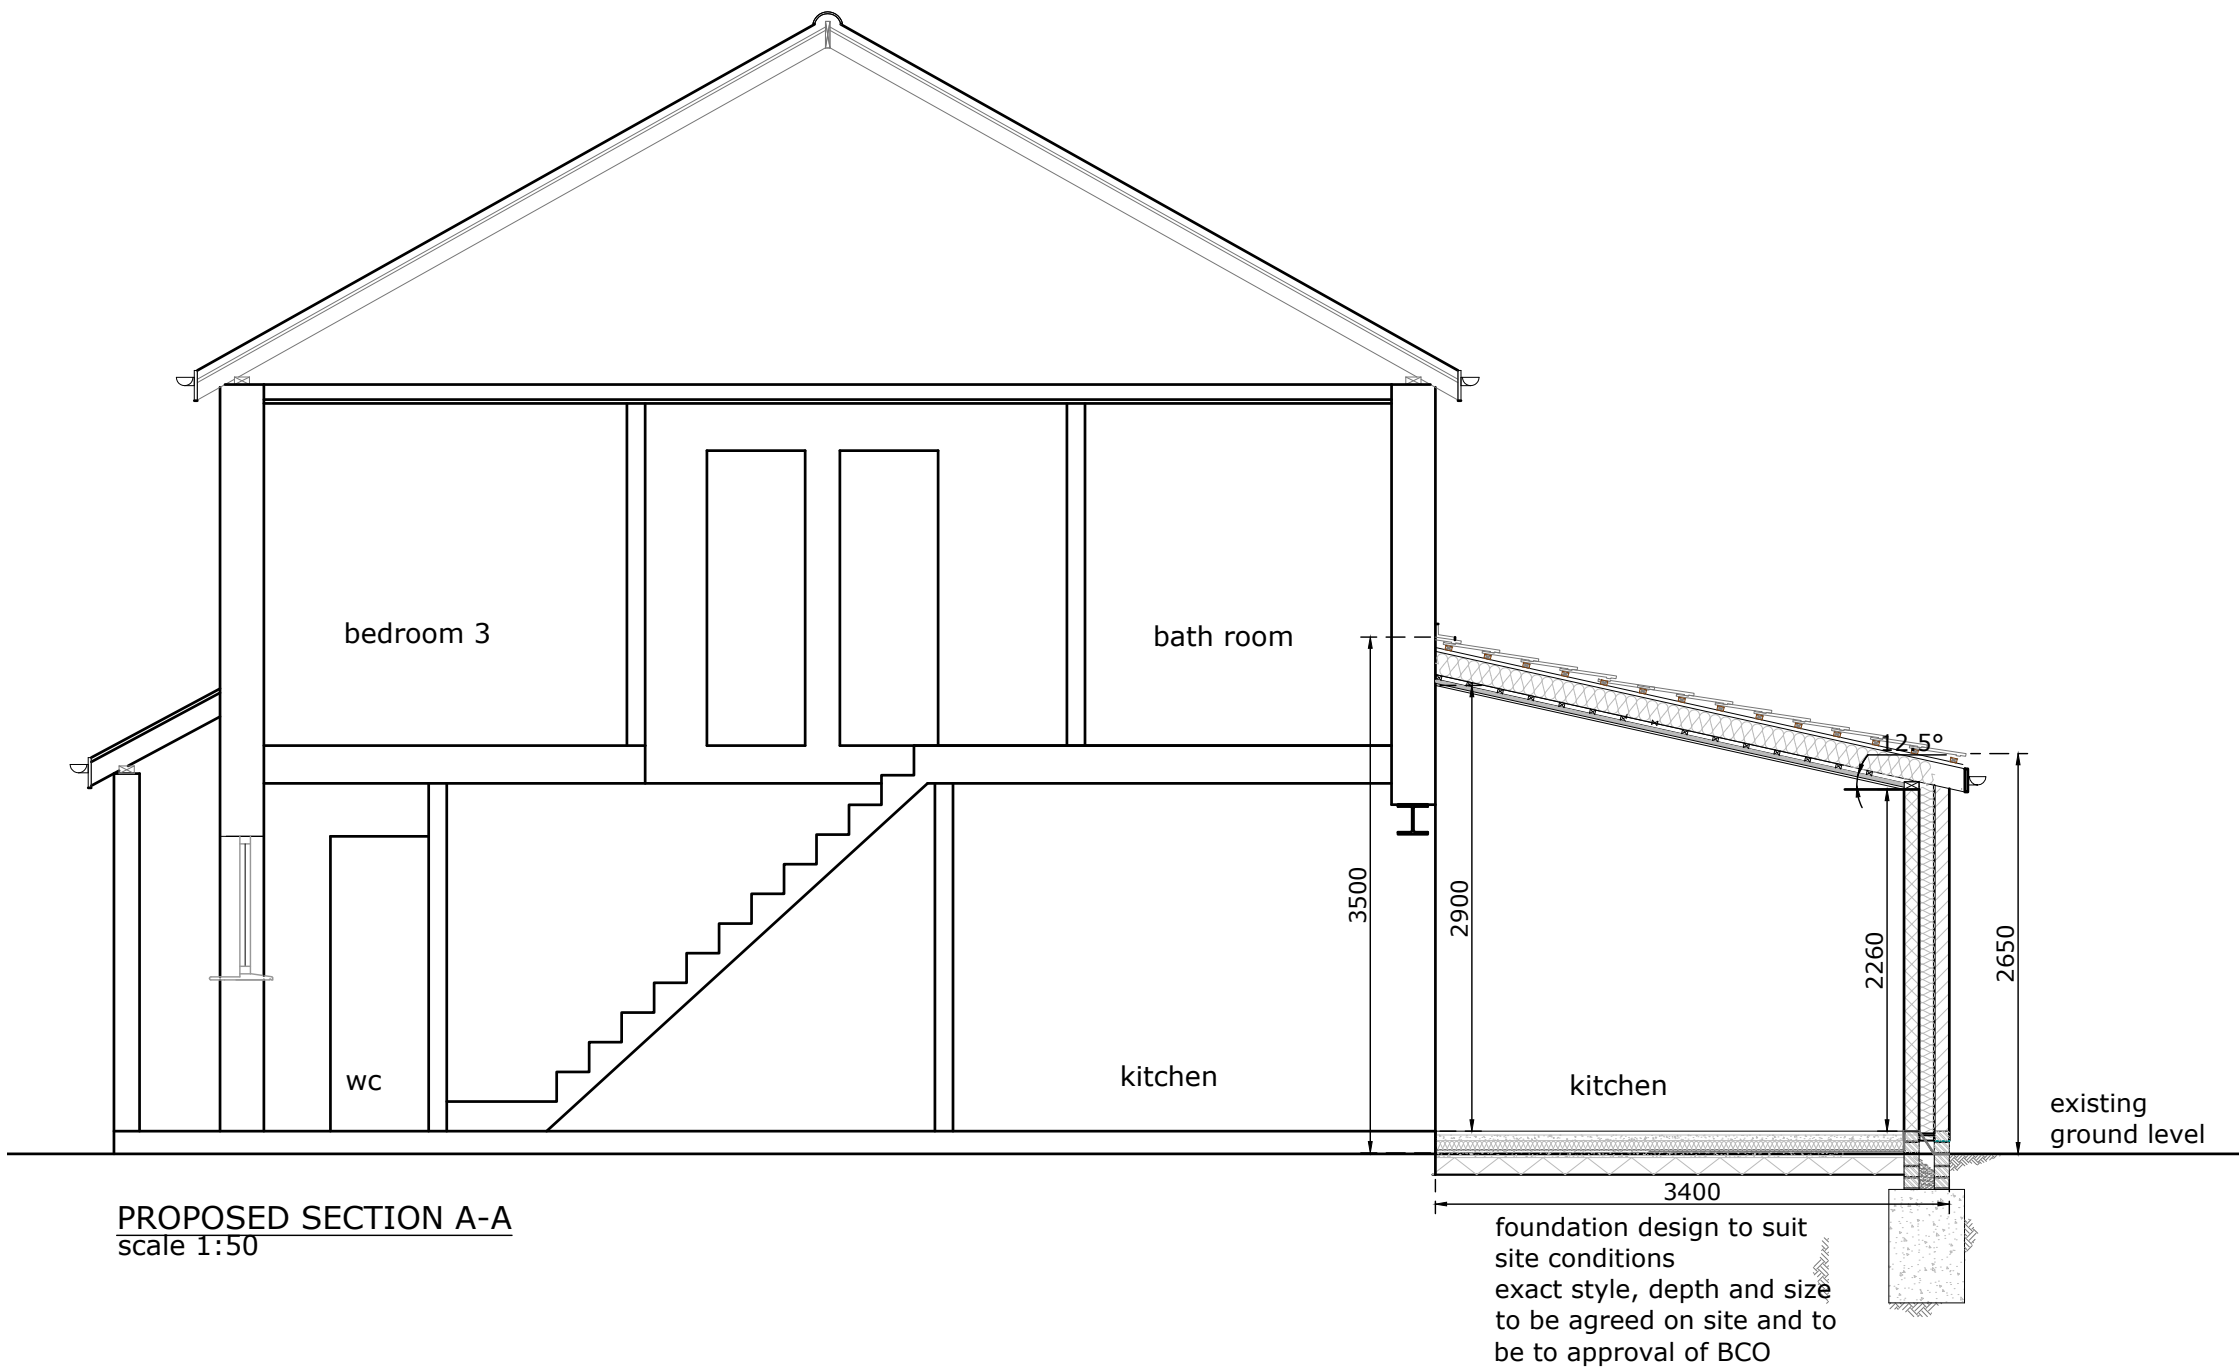 bedroom 3
bath room
12.5°
3500
2900
2260
2650
wc
kitchen
kitchen
existing
ground level
3400
PROPOSED SECTION A-A
scale 1:50
foundation design to suit
site conditions
exact style, depth and size
to be agreed on site and to
be to approval of BCO